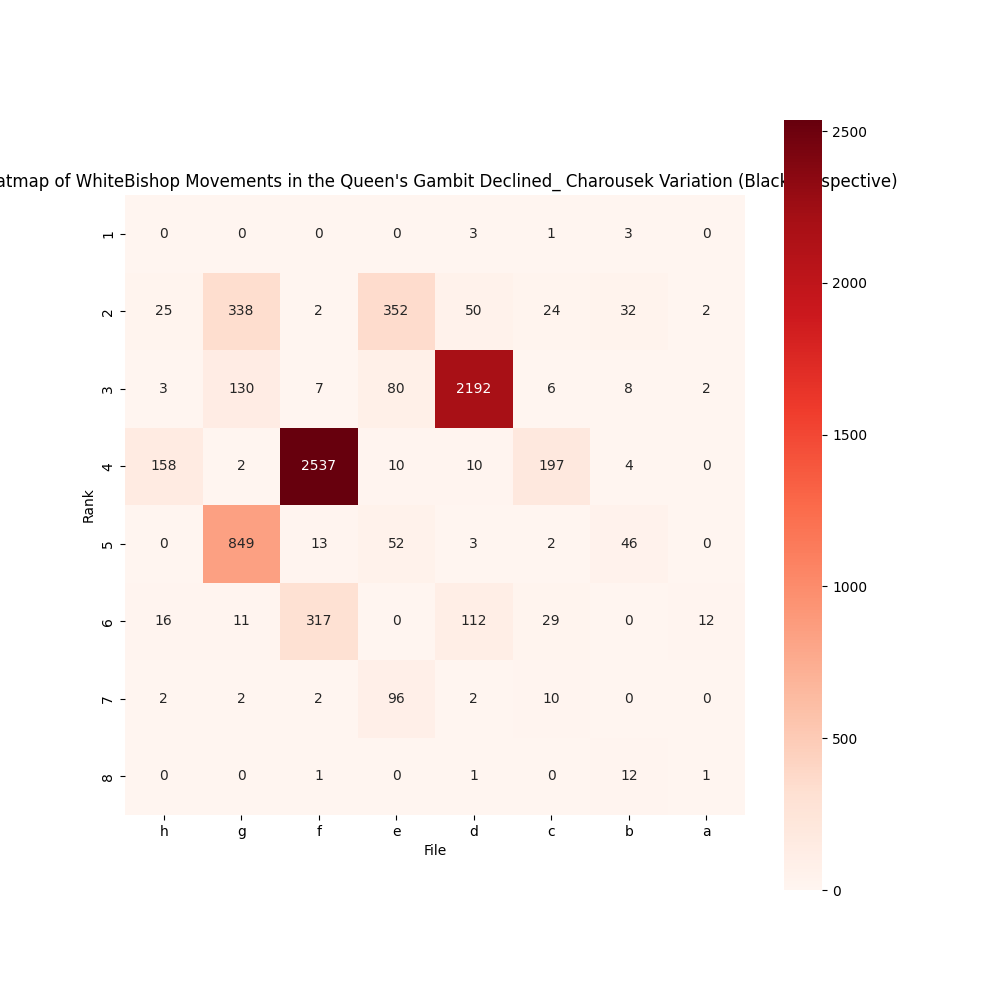 atmap of WhiteBishop Movements in the Queen's Gambit Declined_ Charousek Variation (Black spective)
1 0 0 0 0 3 1 3 0
2 25 338 2 352 50 24 32 2
3 3 130 7 80 2192 6 8 2
4 158 2 2537 10 10 197 4 0
Rank
5 0 849 13 52 3 2 46 0
6 16 11 317 0 112 29 0 12
7 2 2 2 96 2 10 0 0
8 0 0 1 0 1 0 12 1
h g f e d c b a
File
2500
2000
1500
1000
500
0